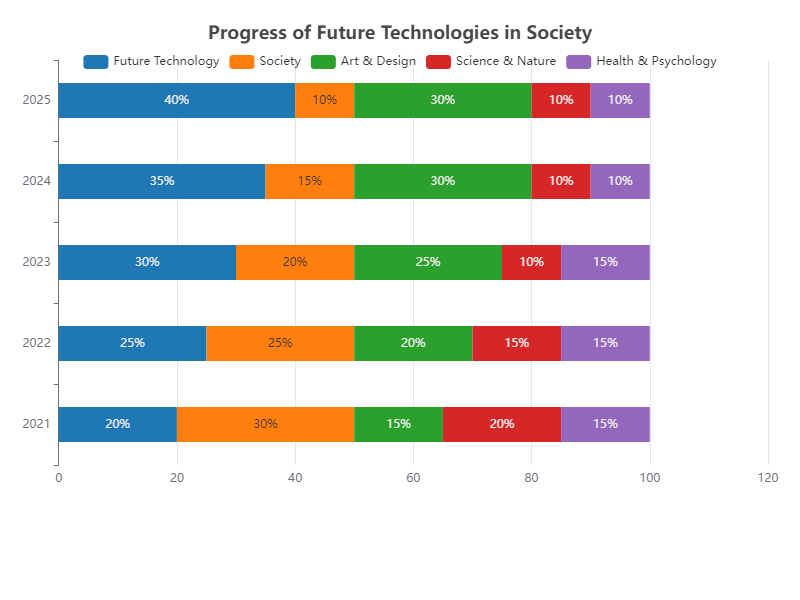 Progress of Future Technologies in Society
Future Technology Society Art & Design Science & Nature Health & Psychology
2025 40% 10% 30% 10% 10%
2024 35% 15% 30% 10% 10%
2023 30% 20% 25% 10% 15%
2022 25% 25% 20% 15% 15%
2021 20% 30% 15% 20% 15%
0 20 40 60 80 100 120